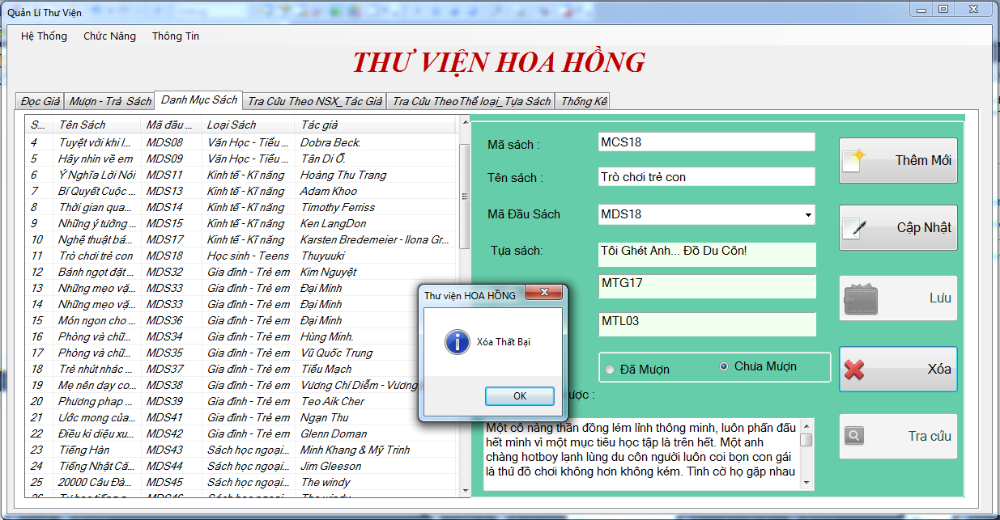 Quản Lí Thư Viện
Hệ Thống Chức Năng Thông Tin
THƯ VIỆN HOA HỒNG
Đọc Giả Mượn - Trả Sách Danh Mục Sách Tra Cứu Theo NSX_Tác Giả Tra Cứu Theo Thể loại_Tựa Sách Thống Kê
S... Tên Sách Mã đầu ... Loại Sách Tác giả
4 Tuyệt vời khi l... MDS08 Văn Học - Tiểu ... Dobra Beck.
5 Hãy nhìn về em MDS09 Văn Học - Tiểu ... Tân Di Ổ.
6 Ý Nghĩa Lời Nói MDS11 Kinh tế - Kĩ năng Hoàng Thu Trang
7 Bí Quyết Cuộc ... MDS13 Kinh tế - Kĩ năng Adam Khoo
8 Thời gian qua... MDS14 Kinh tế - Kĩ năng Timothy Ferriss
9 Những ý tưởng ... MDS15 Kinh tế - Kĩ năng Ken LangDon
10 Nghệ thuật bá... MDS17 Kinh tế - Kĩ năng Karsten Bredemeier - Ilona Gr...
11 Trò chơi trẻ con MDS18 Học sinh - Teens Thuyuuki
12 Bánh ngọt đặt ... MDS32 Gia đình - Trẻ em Kim Nguyệt
13 Những mẹo vặ... MDS33 Gia đình - Trẻ em Đại Minh
14 Những mẹo vặ... MDS33 Gia đình - Trẻ em Đại Minh
15 Món ngon cho ... MDS36 Gia đình - Trẻ em Đại Minh
16 Phòng và chữ... MDS34 Gia đình - Trẻ em Hùng Minh.
17 Phòng và chữ... MDS35 Gia đình - Trẻ em Vũ Quốc Trung
18 Trẻ nhút nhác ... MDS37 Gia đình - Trẻ em Tiểu Mạch
19 Mẹ nên dạy co... MDS38 Gia đình - Trẻ em Vương Chí Diễm - Vương
20 Phương phap ... MDS39 Gia đình - Trẻ em Teo Aik Cher
21 Ước mong của... MDS41 Gia đình - Trẻ em Ngạn Thu
22 Điều kì diệu xu... MDS42 Gia đình - Trẻ em Glenn Doman
23 Tiếng Hàn MDS43 Sách học ngoại... Minh Khang & Mỹ Trinh
24 Tiếng Nhật Că... MDS44 Sách học ngoại... Jim Gleeson
25 20000 Câu Đà... MDS45 Sách học ngoại... The windy
Mã sách : MCS18
Tên sách : Trò chơi trẻ con
Mã Đầu Sách MDS18
Tựa sách: Tôi Ghét Anh... Đồ Du Côn!
MTG17
MTL03
Đã Mượn Chưa Mượn
ược :
Một cô nàng thần đồng lém lỉnh thông minh, luôn phấn đấu
hết mình vì một mục tiêu học tập là trên hết. Một anh
chàng hotboy lạnh lùng du côn người luôn coi bọn con gái
là thứ đồ chơi không hơn không kém. Tình cờ họ gặp nhau
Thêm Mới
Cập Nhật
Lưu
Xóa
Tra cứu
Thư viện HOA HỒNG
Xóa Thất Bại
OK